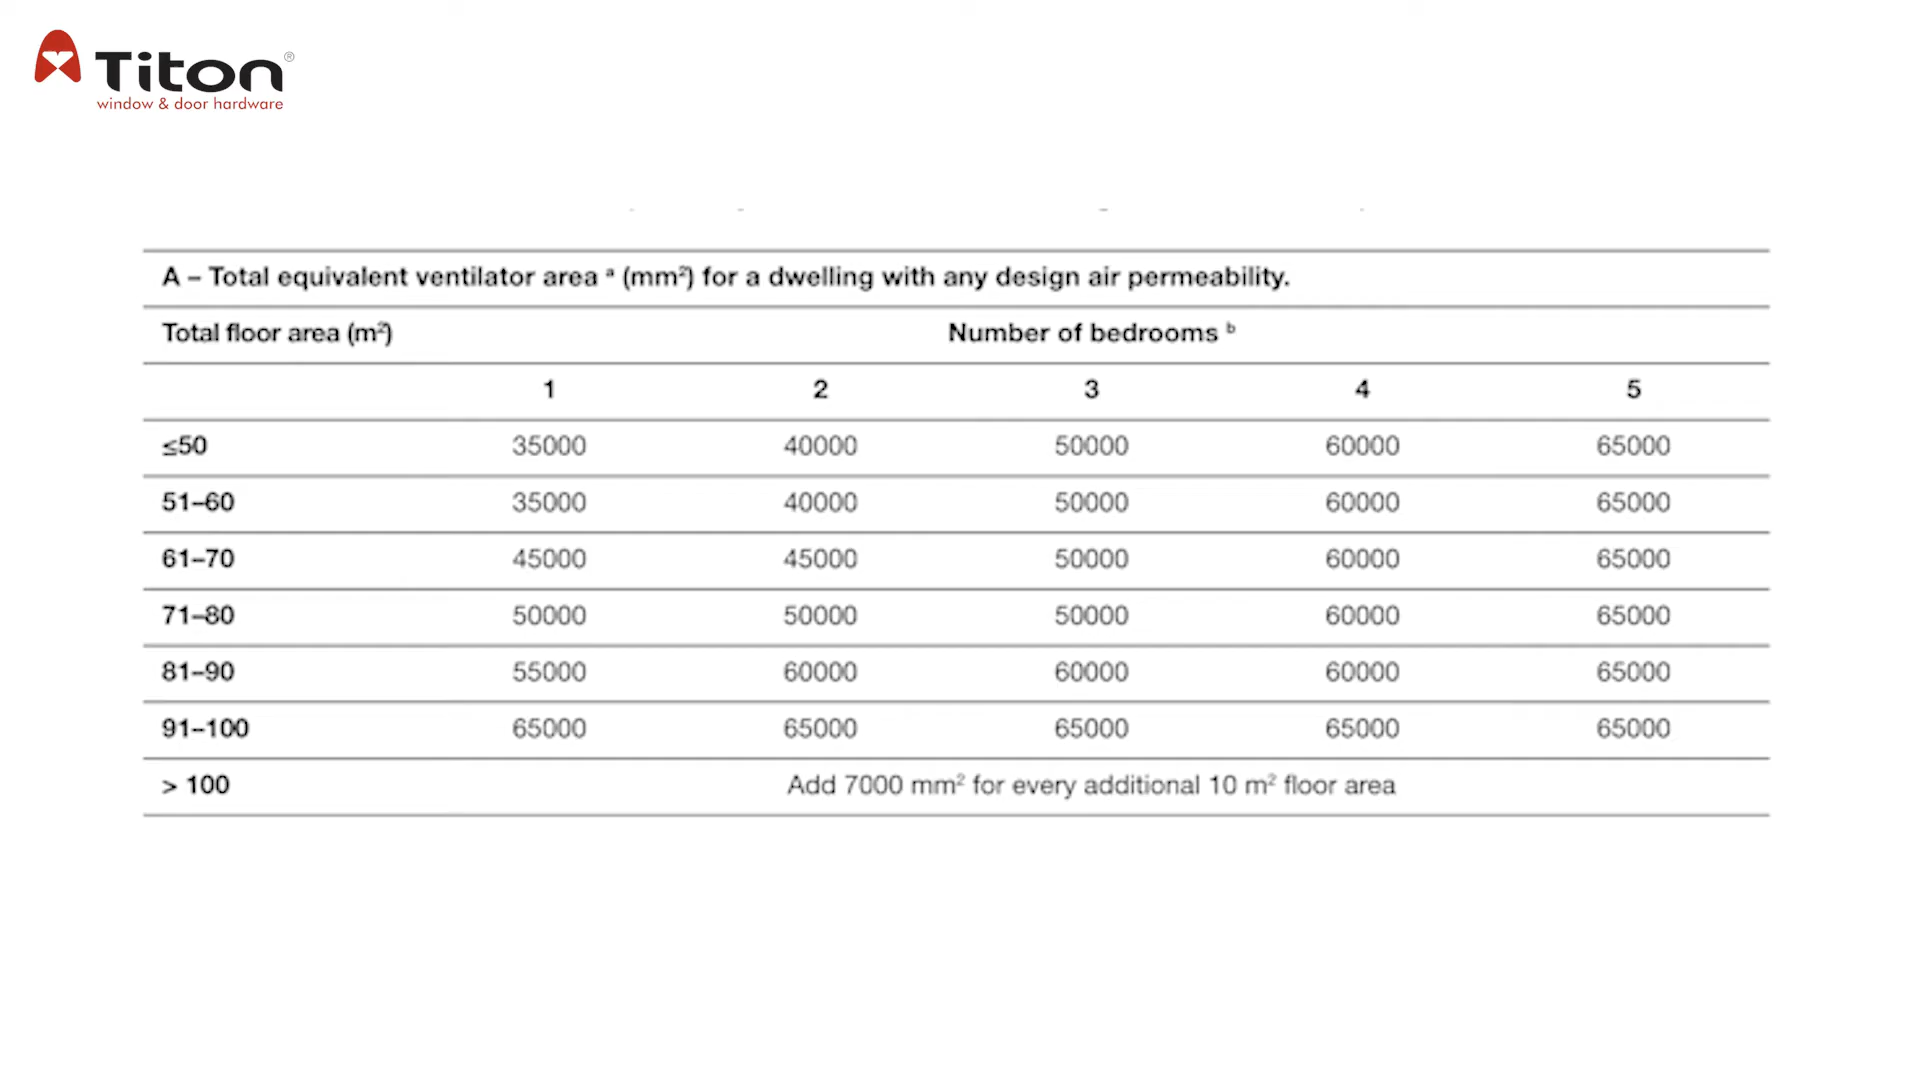 Titon®
window & door hardware
A – Total equivalent ventilator area ᵃ (mm²) for a dwelling with any design air permeability.
Total floor area (m²) Number of bedrooms ᵇ
1 2 3 4 5
≤50 35000 40000 50000 60000 65000
51–60 35000 40000 50000 60000 65000
61–70 45000 45000 50000 60000 65000
71–80 50000 50000 50000 60000 65000
81–90 55000 60000 60000 60000 65000
91–100 65000 65000 65000 65000 65000
> 100 Add 7000 mm² for every additional 10 m² floor area